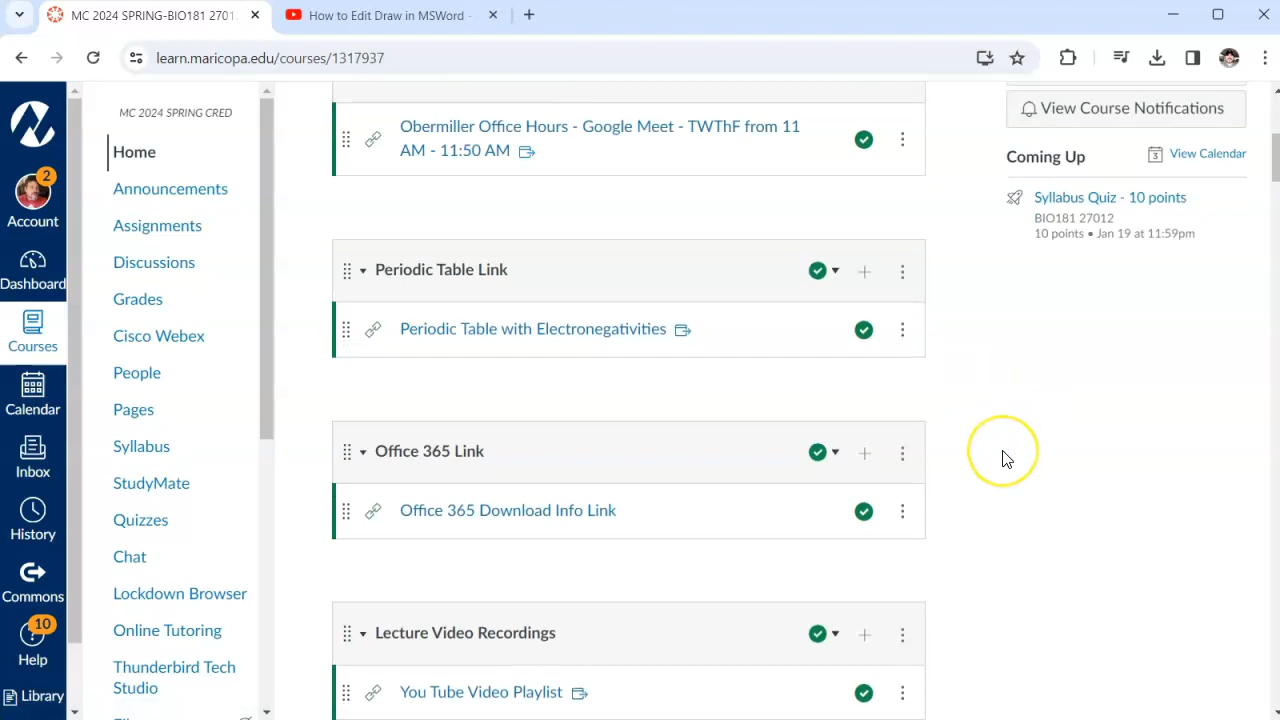 MC 2024 SPRING-BIO181 2701
How to Edit Draw in MSWord -
learn.maricopa.edu/courses/1317937
2
Account
Dashboard
Courses
Calendar
Inbox
History
Commons
10
Help
Library
MC 2024 SPRING CRED
Home
Announcements
Assignments
Discussions
Grades
Cisco Webex
People
Pages
Syllabus
StudyMate
Quizzes
Chat
Lockdown Browser
Online Tutoring
Thunderbird Tech
Studio
Obermiller Office Hours - Google Meet - TWThF from 11
AM - 11:50 AM
Periodic Table Link
Periodic Table with Electronegativities
Office 365 Link
Office 365 Download Info Link
Lecture Video Recordings
You Tube Video Playlist
View Course Notifications
Coming Up
3
View Calendar
Syllabus Quiz - 10 points
BIO181 27012
10 points • Jan 19 at 11:59pm